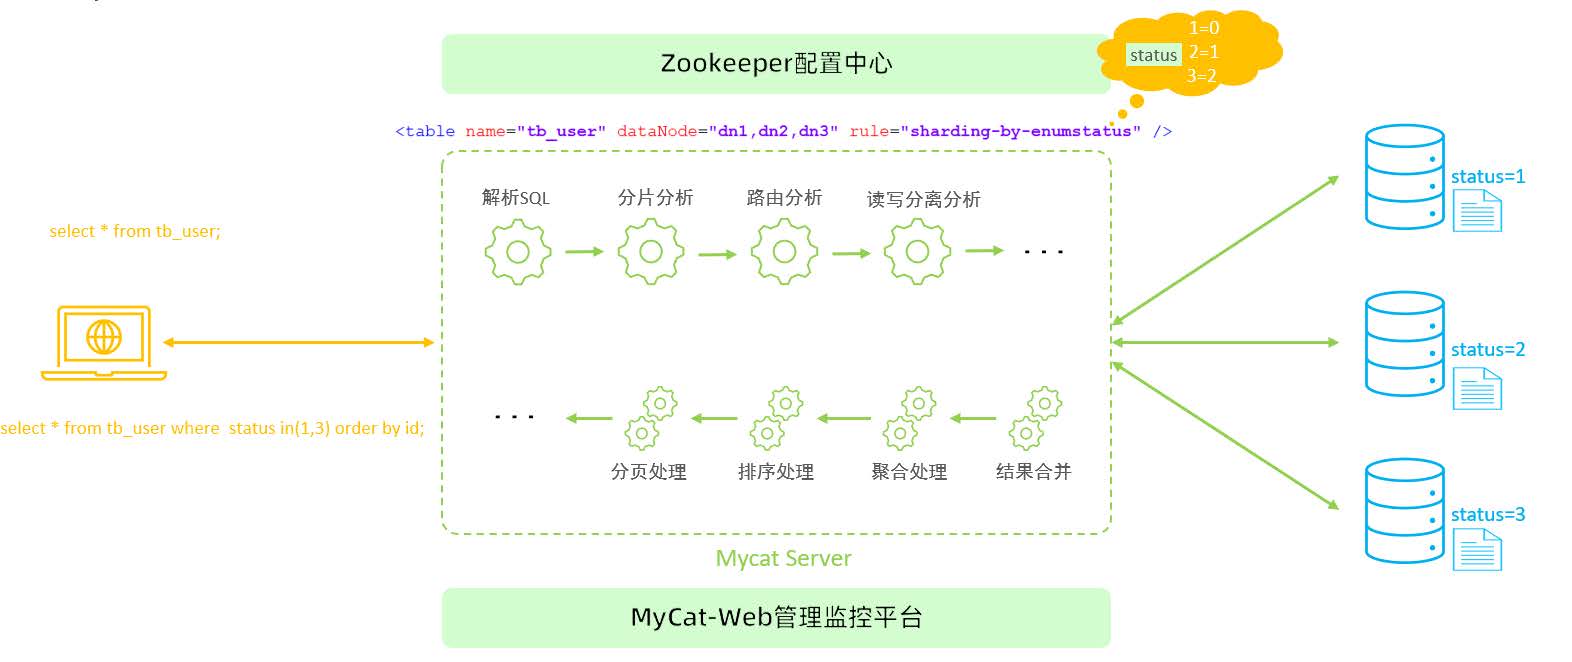 Zookeeper配置中心
status
1=0
2=1
3=2
<table name="tb_user" dataNode="dn1,dn2,dn3" rule="sharding-by-enumstatus" />
解析SQL
分片分析
路由分析
读写分离分析
. . .
select * from tb_user;
select * from tb_user where status in(1,3) order by id;
. . .
分页处理
排序处理
聚合处理
结果合并
status=1
status=2
status=3
Mycat Server
MyCat-Web管理监控平台